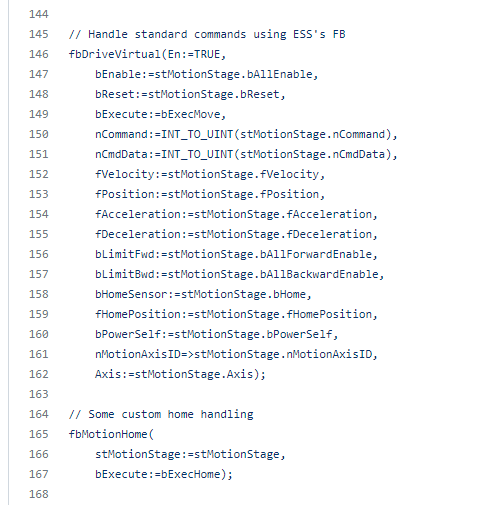 144
145 // Handle standard commands using ESS's FB
146 fbDriveVirtual(En:=TRUE,
147 bEnable:=stMotionStage.bAllEnable,
148 bReset:=stMotionStage.bReset,
149 bExecute:=bExecMove,
150 nCommand:=INT_TO_UINT(stMotionStage.nCommand),
151 nCmdData:=INT_TO_UINT(stMotionStage.nCmdData),
152 fVelocity:=stMotionStage.fVelocity,
153 fPosition:=stMotionStage.fPosition,
154 fAcceleration:=stMotionStage.fAcceleration,
155 fDeceleration:=stMotionStage.fDeceleration,
156 bLimitFwd:=stMotionStage.bAllForwardEnable,
157 bLimitBwd:=stMotionStage.bAllBackwardEnable,
158 bHomeSensor:=stMotionStage.bHome,
159 fHomePosition:=stMotionStage.fHomePosition,
160 bPowerSelf:=stMotionStage.bPowerSelf,
161 nMotionAxisID=>stMotionStage.nMotionAxisID,
162 Axis:=stMotionStage.Axis);
163
164 // Some custom home handling
165 fbMotionHome(
166 stMotionStage:=stMotionStage,
167 bExecute:=bExecHome);
168